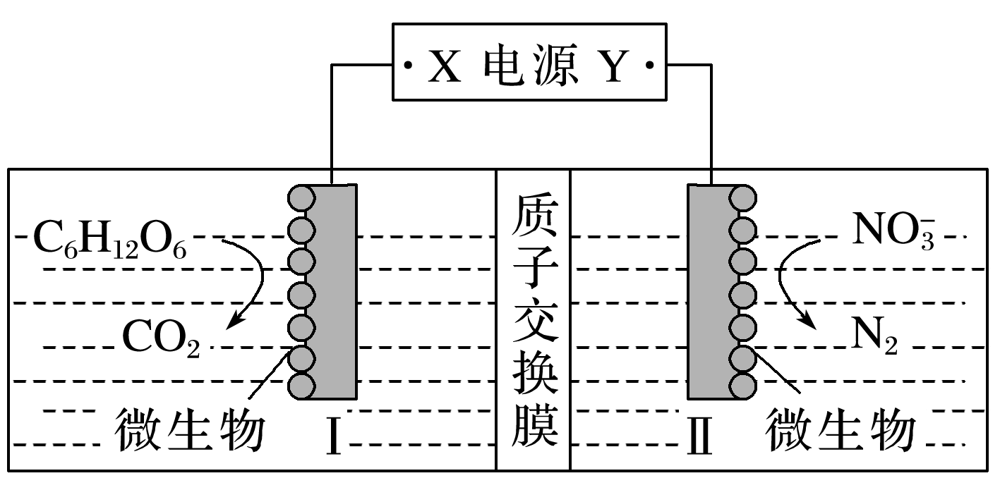 · X 电源 Y ·
C₆H₁₂O₆
CO₂
微生物
Ⅰ
质子交换膜
NO₃⁻
N₂
Ⅱ
微生物